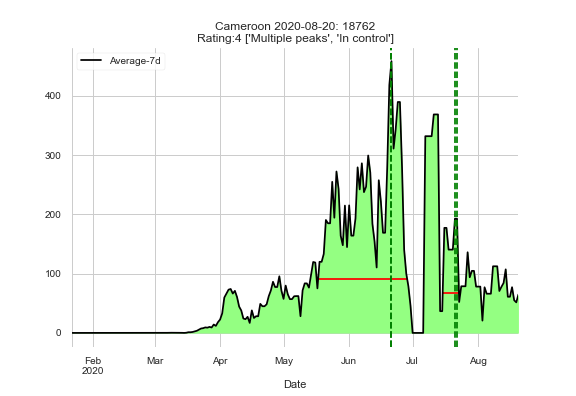 Cameroon 2020-08-20: 18762
Rating:4 ['Multiple peaks', 'In control']
Average-7d
400
300
200
100
0
Feb Mar Apr May Jun Jul Aug
2020
Date